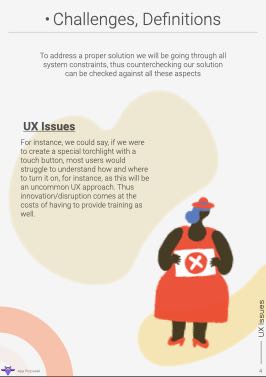 • Challenges, Definitions
To address a proper solution we will be going through all
system constraints, thus counterchecking our solution
can be checked against all these aspects
UX Issues
For instance, we could say, if we were
to create a special torchlight with a
touch button, most users would
struggle to understand how and where
to turn it on, for instance, as this will be
an uncommon UX approach. Thus
innovation/disruption comes at the
costs of having to provide training as
well.
UX Issues
4